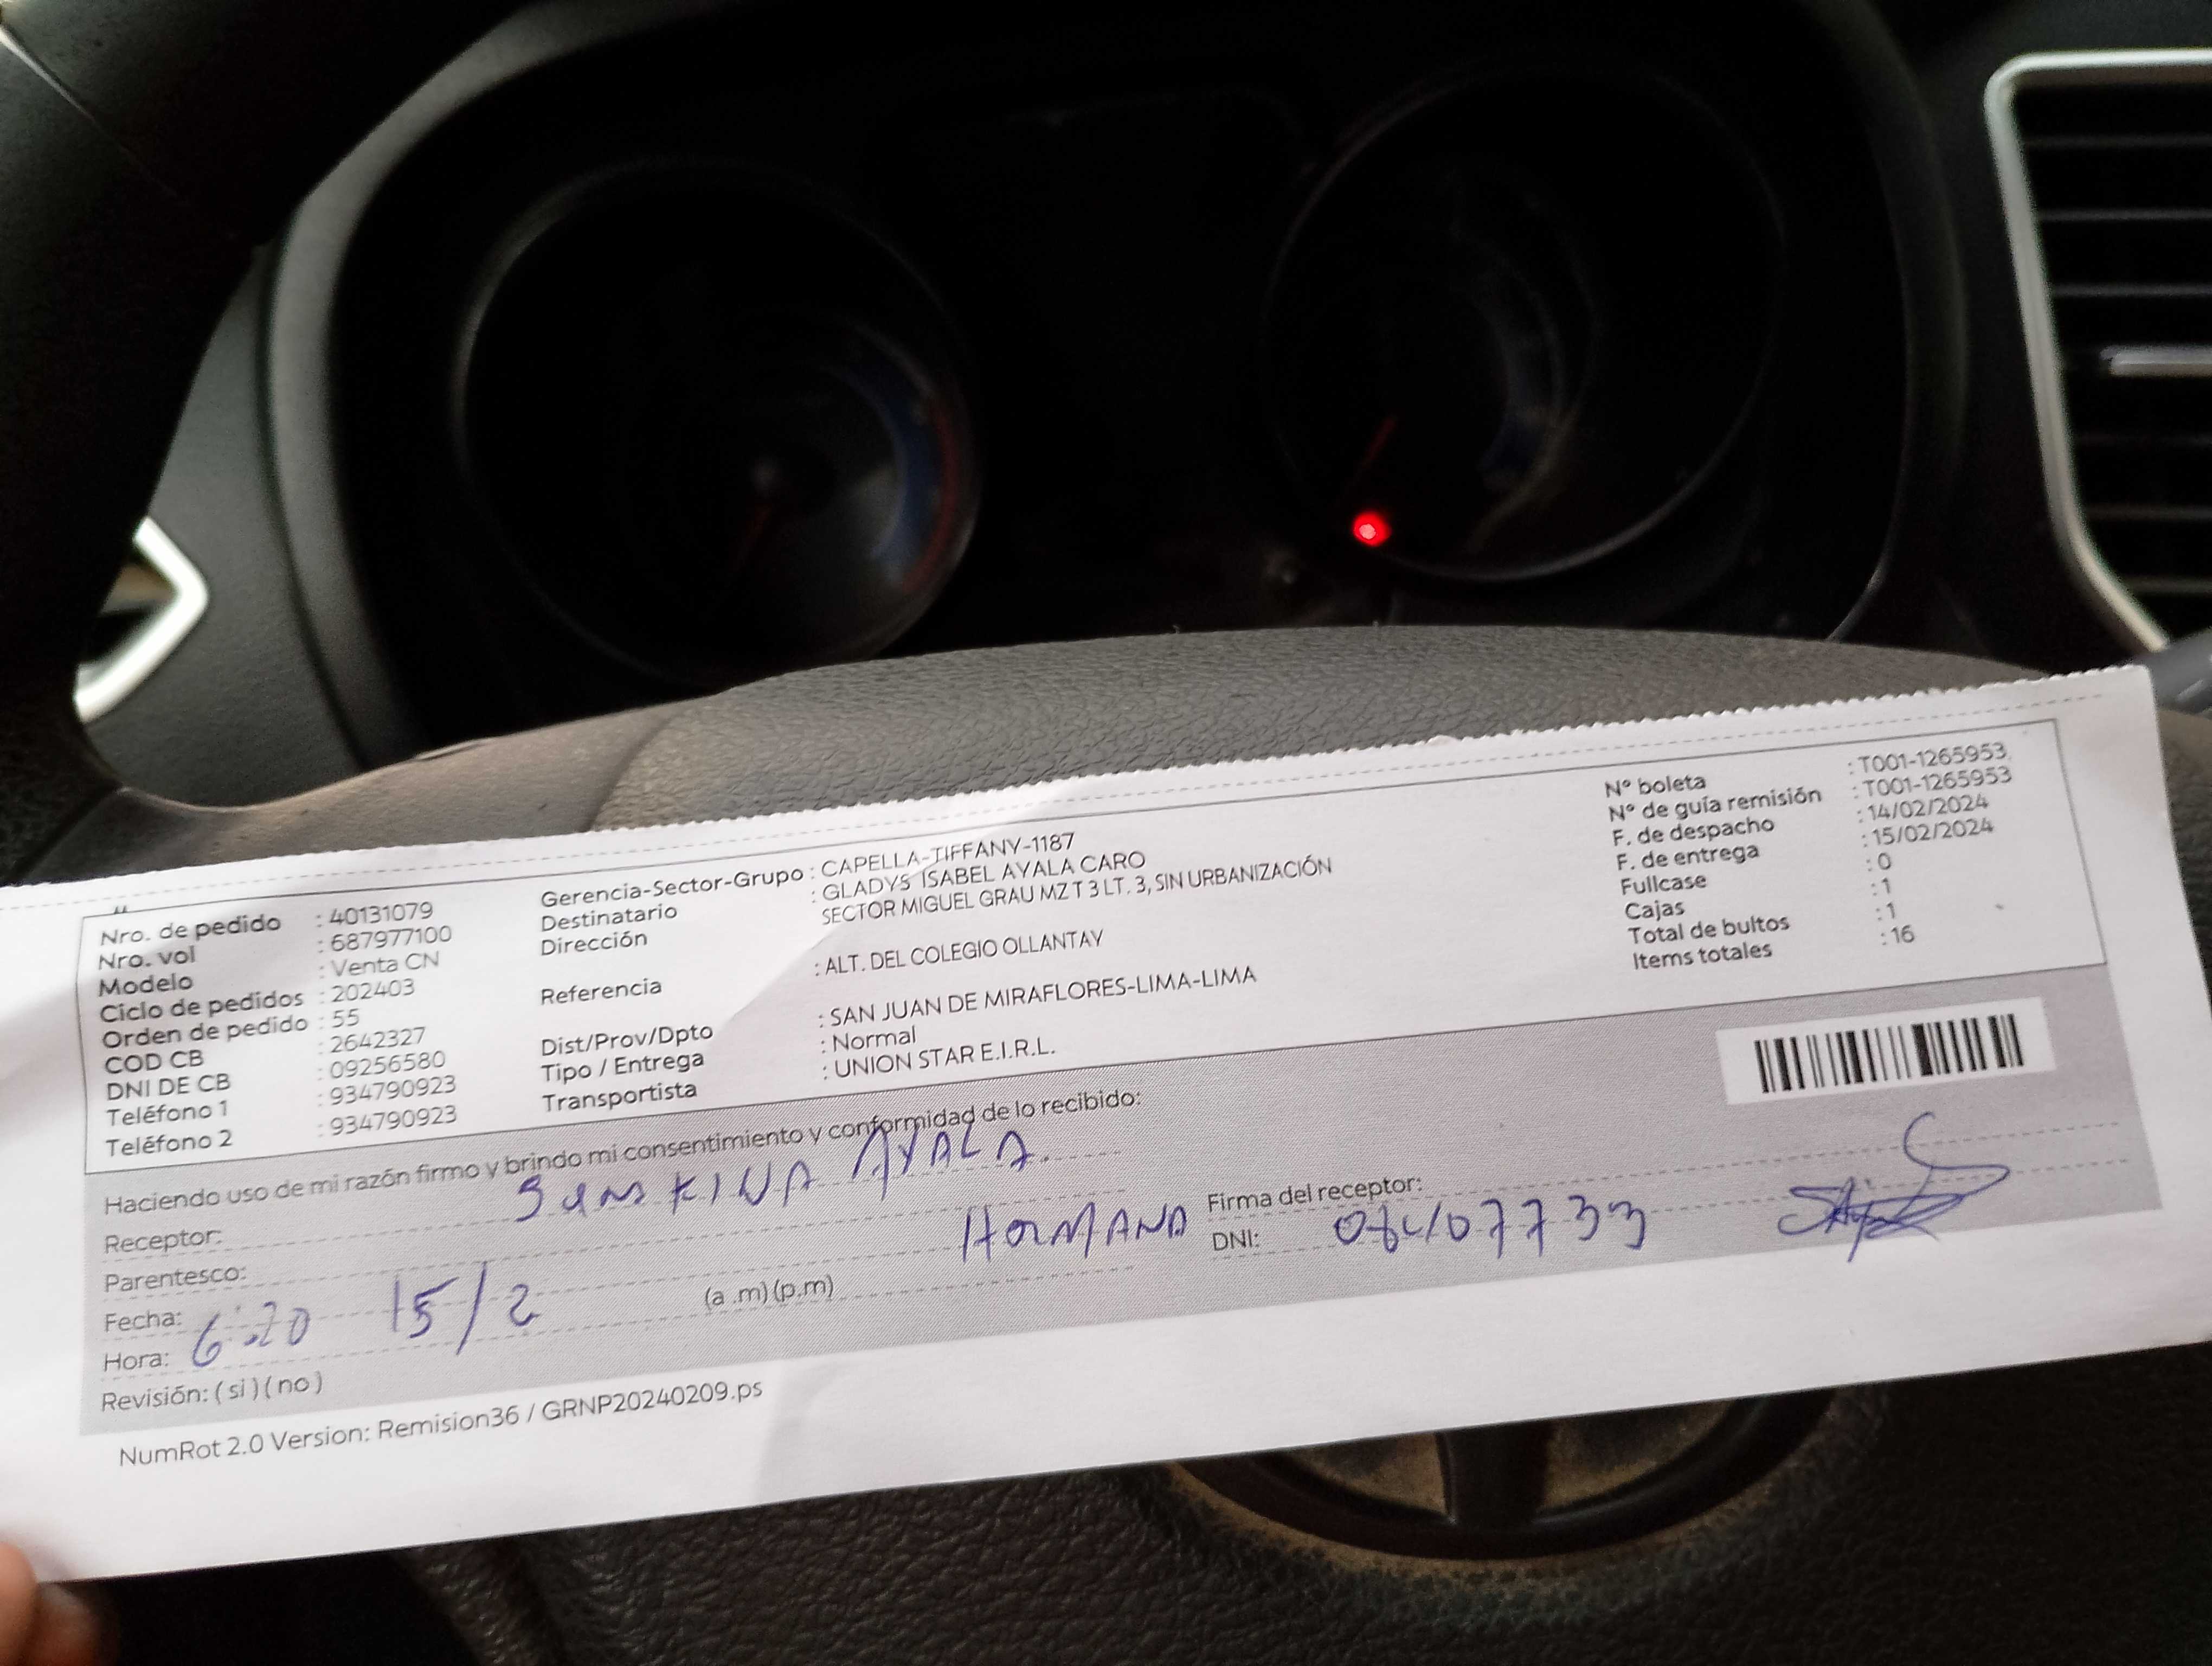 Nro. de pedido : 40131079
Nro. vol : 687977100
Modelo : Venta CN
Ciclo de pedidos : 202403
Orden de pedido : 55
COD CB : 2642327
DNI DE CB : 09256580
Teléfono 1 : 934790923
Teléfono 2 : 934790923
Gerencia-Sector-Grupo : CAPELLA-TIFFANY-1187
Destinatario : GLADYS ISABEL AYALA CARO
Dirección SECTOR MIGUEL GRAU MZ T 3 LT. 3, SIN URBANIZACIÓN
Referencia : ALT. DEL COLEGIO OLLANTAY
Dist/Prov/Dpto : SAN JUAN DE MIRAFLORES-LIMA-LIMA
Tipo / Entrega : Normal
Transportista : UNION STAR E.I.R.L.
N° boleta : T001-1265953
N° de guía remisión : T001-1265953
F. de despacho : 14/02/2024
F. de entrega : 15/02/2024
Fullcase : 0
Cajas : 1
Total de bultos : 1
Items totales : 16
Haciendo uso de mi razón firmo y brindo mi consentimiento y conformidad de lo recibido:
Receptor: AYALA.
Parentesco: HERMANA
Firma del receptor:
DNI:
Fecha: 15/2
Hora: 6:20 (a .m) (p.m)
Revisión: ( si ) ( no )
NumRot 2.0 Version: Remision36 / GRNP20240209.ps